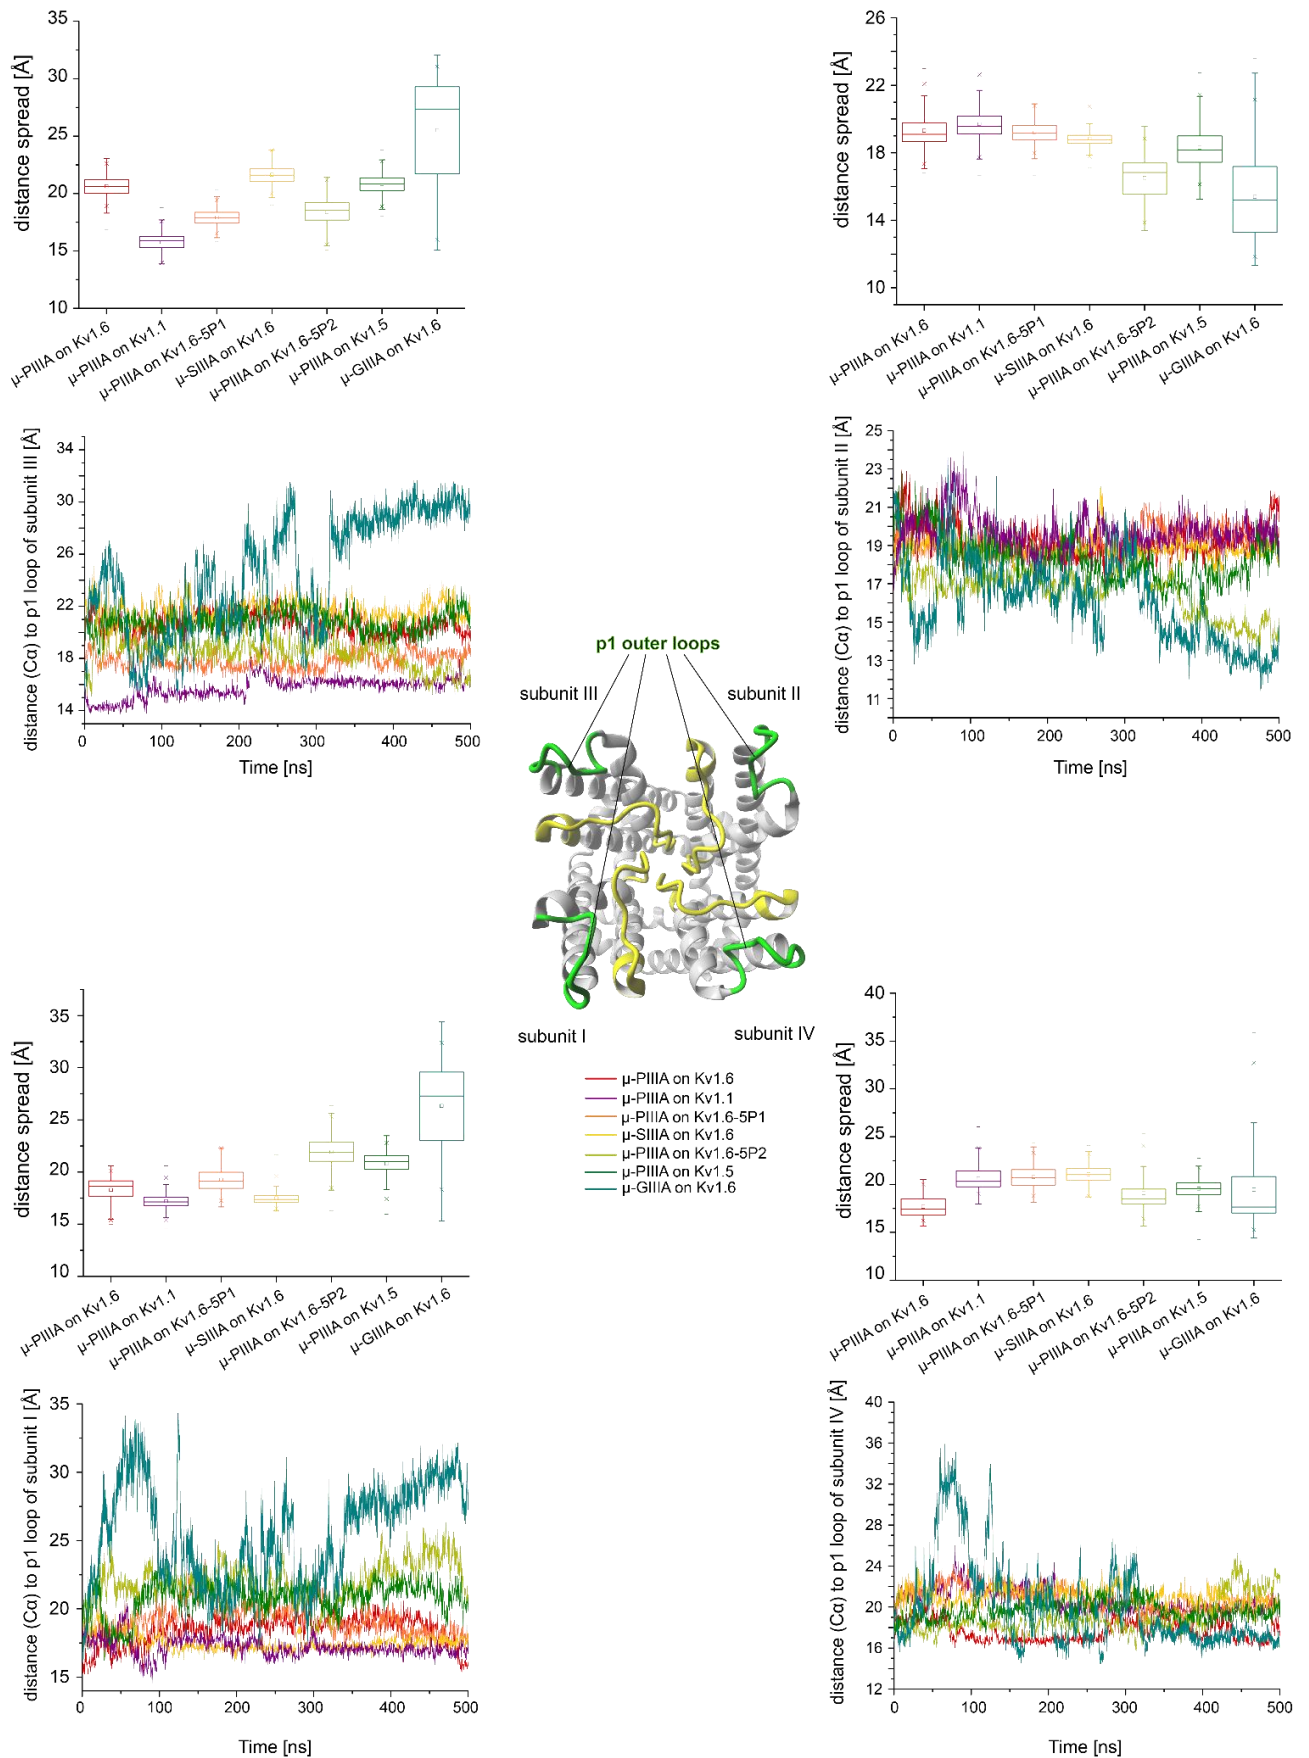 35
30
25
20
15
10
distance spread [Å]
µ-PIIIA on Kv1.6
µ-PIIIA on Kv1.1
µ-PIIIA on Kv1.6-5P1
µ-SIIIA on Kv1.6
µ-PIIIA on Kv1.6-5P2
µ-PIIIA on Kv1.5
µ-GIIIA on Kv1.6
26
22
18
14
10
distance spread [Å]
µ-PIIIA on Kv1.6
µ-PIIIA on Kv1.1
µ-PIIIA on Kv1.6-5P1
µ-SIIIA on Kv1.6
µ-PIIIA on Kv1.6-5P2
µ-PIIIA on Kv1.5
µ-GIIIA on Kv1.6
34
30
26
22
18
14
distance (Cα) to p1 loop of subunit III [Å]
0 100 200 300 400 500
Time [ns]
25
23
21
19
17
15
13
11
distance (Cα) to p1 loop of subunit II [Å]
0 100 200 300 400 500
Time [ns]
p1 outer loops
subunit III
subunit II
subunit I
subunit IV
µ-PIIIA on Kv1.6
µ-PIIIA on Kv1.1
µ-PIIIA on Kv1.6-5P1
µ-SIIIA on Kv1.6
µ-PIIIA on Kv1.6-5P2
µ-PIIIA on Kv1.5
µ-GIIIA on Kv1.6
35
30
25
20
15
10
distance spread [Å]
µ-PIIIA on Kv1.6
µ-PIIIA on Kv1.1
µ-PIIIA on Kv1.6-5P1
µ-SIIIA on Kv1.6
µ-PIIIA on Kv1.6-5P2
µ-PIIIA on Kv1.5
µ-GIIIA on Kv1.6
40
35
30
25
20
15
10
distance spread [Å]
µ-PIIIA on Kv1.6
µ-PIIIA on Kv1.1
µ-PIIIA on Kv1.6-5P1
µ-SIIIA on Kv1.6
µ-PIIIA on Kv1.6-5P2
µ-PIIIA on Kv1.5
µ-GIIIA on Kv1.6
35
30
25
20
15
distance (Cα) to p1 loop of subunit I [Å]
0 100 200 300 400 500
Time [ns]
40
36
32
28
24
20
16
12
distance (Cα) to p1 loop of subunit IV [Å]
0 100 200 300 400 500
Time [ns]